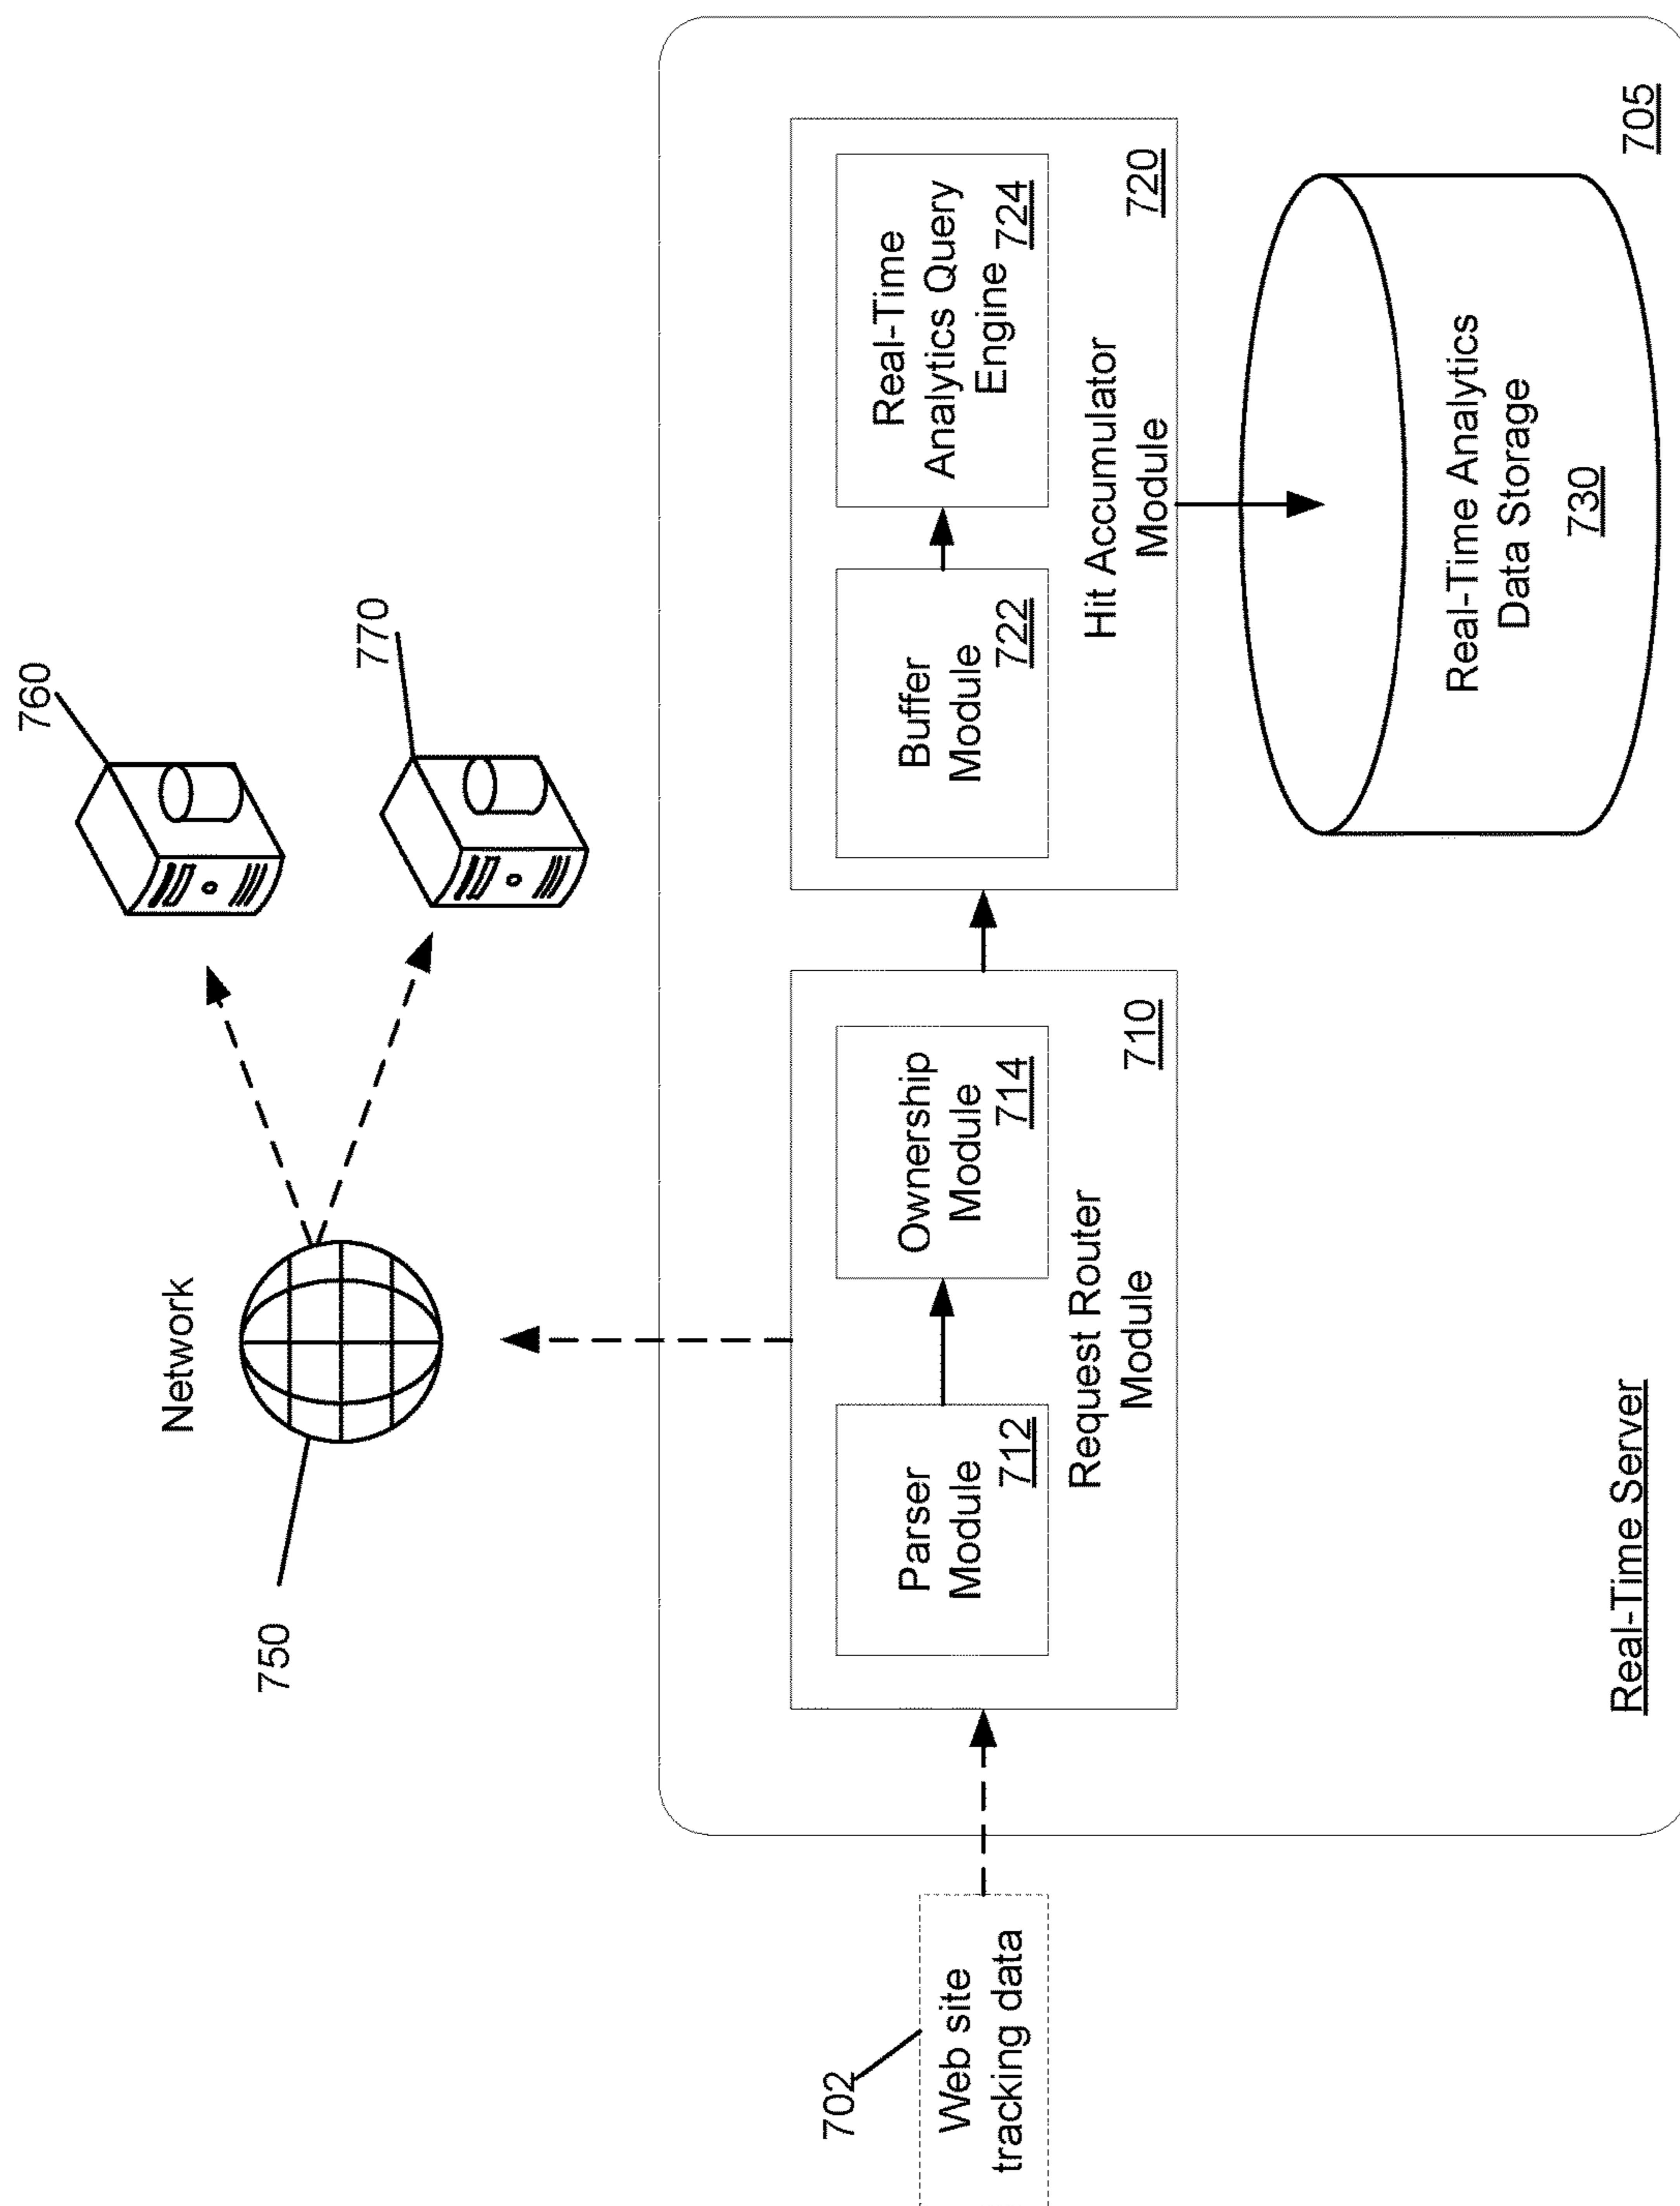 760
770
Network
750
702
Web site
tracking data
Parser
Module
712
Ownership
Module
714
Request Router
Module
710
Buffer
Module
722
Real-Time
Analytics Query
Engine 724
Hit Accumulator
Module
720
Real-Time Analytics
Data Storage
730
Real-Time Server
705